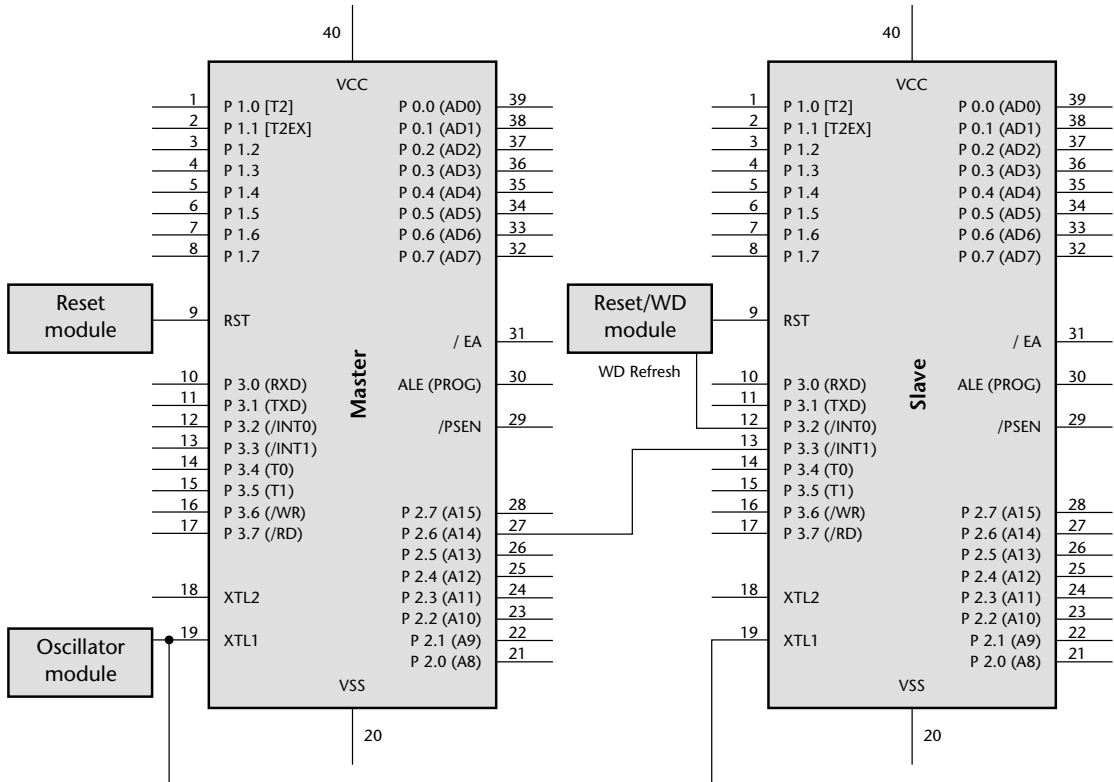 40
VCC
1 P 1.0 [T2] P 0.0 (AD0) 39
2 P 1.1 [T2EX] P 0.1 (AD1) 38
3 P 1.2 P 0.2 (AD2) 37
4 P 1.3 P 0.3 (AD3) 36
5 P 1.4 P 0.4 (AD4) 35
6 P 1.5 P 0.5 (AD5) 34
7 P 1.6 P 0.6 (AD6) 33
8 P 1.7 P 0.7 (AD7) 32
Reset
module
9 RST
/ EA 31
Master
10 P 3.0 (RXD) ALE (PROG) 30
11 P 3.1 (TXD)
12 P 3.2 (/INT0) /PSEN 29
13 P 3.3 (/INT1)
14 P 3.4 (T0)
15 P 3.5 (T1)
16 P 3.6 (/WR) P 2.7 (A15) 28
17 P 3.7 (/RD) P 2.6 (A14) 27
P 2.5 (A13) 26
P 2.4 (A12) 25
18 XTL2 P 2.3 (A11) 24
P 2.2 (A10) 23
Oscillator
module
19 XTL1 P 2.1 (A9) 22
P 2.0 (A8) 21
VSS
20
40
VCC
1 P 1.0 [T2] P 0.0 (AD0) 39
2 P 1.1 [T2EX] P 0.1 (AD1) 38
3 P 1.2 P 0.2 (AD2) 37
4 P 1.3 P 0.3 (AD3) 36
5 P 1.4 P 0.4 (AD4) 35
6 P 1.5 P 0.5 (AD5) 34
7 P 1.6 P 0.6 (AD6) 33
8 P 1.7 P 0.7 (AD7) 32
Reset/WD
module
9 RST
/ EA 31
WD Refresh
Slave
10 P 3.0 (RXD) ALE (PROG) 30
11 P 3.1 (TXD)
12 P 3.2 (/INT0) /PSEN 29
13 P 3.3 (/INT1)
14 P 3.4 (T0)
15 P 3.5 (T1)
16 P 3.6 (/WR) P 2.7 (A15) 28
17 P 3.7 (/RD) P 2.6 (A14) 27
P 2.5 (A13) 26
P 2.4 (A12) 25
18 XTL2 P 2.3 (A11) 24
P 2.2 (A10) 23
19 XTL1 P 2.1 (A9) 22
P 2.0 (A8) 21
VSS
20